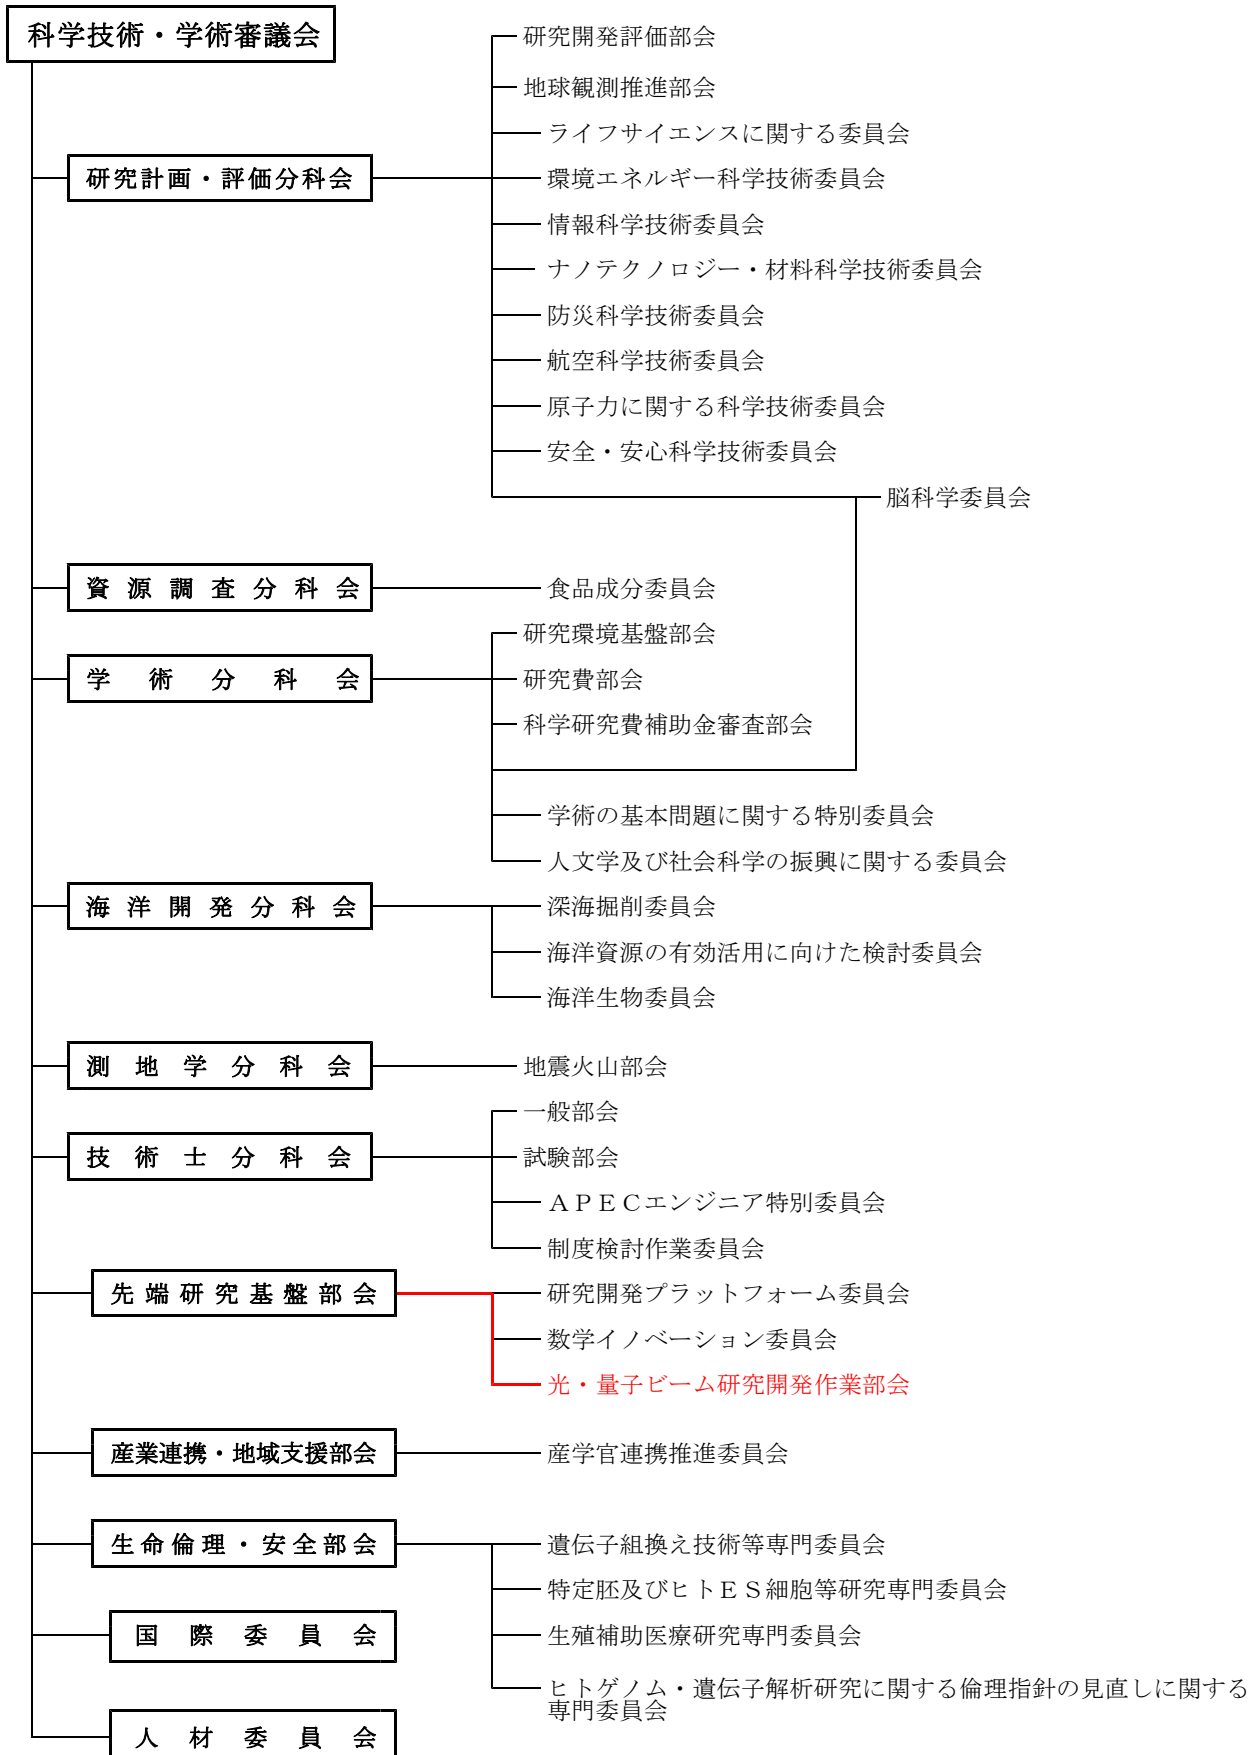 科学技術・学術審議会
研究計画・評価分科会
研究開発評価部会
地球観測推進部会
ライフサイエンスに関する委員会
環境エネルギー科学技術委員会
情報科学技術委員会
ナノテクノロジー・材料科学技術委員会
防災科学技術委員会
航空科学技術委員会
原子力に関する科学技術委員会
安全・安心科学技術委員会
脳科学委員会
資源調査分科会
食品成分委員会
学術分科会
研究環境基盤部会
研究費部会
科学研究費補助金審査部会
学術の基本問題に関する特別委員会
人文学及び社会科学の振興に関する委員会
海洋開発分科会
深海掘削委員会
海洋資源の有効活用に向けた検討委員会
海洋生物委員会
測地学分科会
地震火山部会
技術士分科会
一般部会
試験部会
ＡＰＥＣエンジニア特別委員会
制度検討作業委員会
先端研究基盤部会
研究開発プラットフォーム委員会
数学イノベーション委員会
光・量子ビーム研究開発作業部会
産業連携・地域支援部会
産学官連携推進委員会
生命倫理・安全部会
遺伝子組換え技術等専門委員会
特定胚及びヒトＥＳ細胞等研究専門委員会
生殖補助医療研究専門委員会
ヒトゲノム・遺伝子解析研究に関する倫理指針の見直しに関する
専門委員会
国際委員会
人材委員会